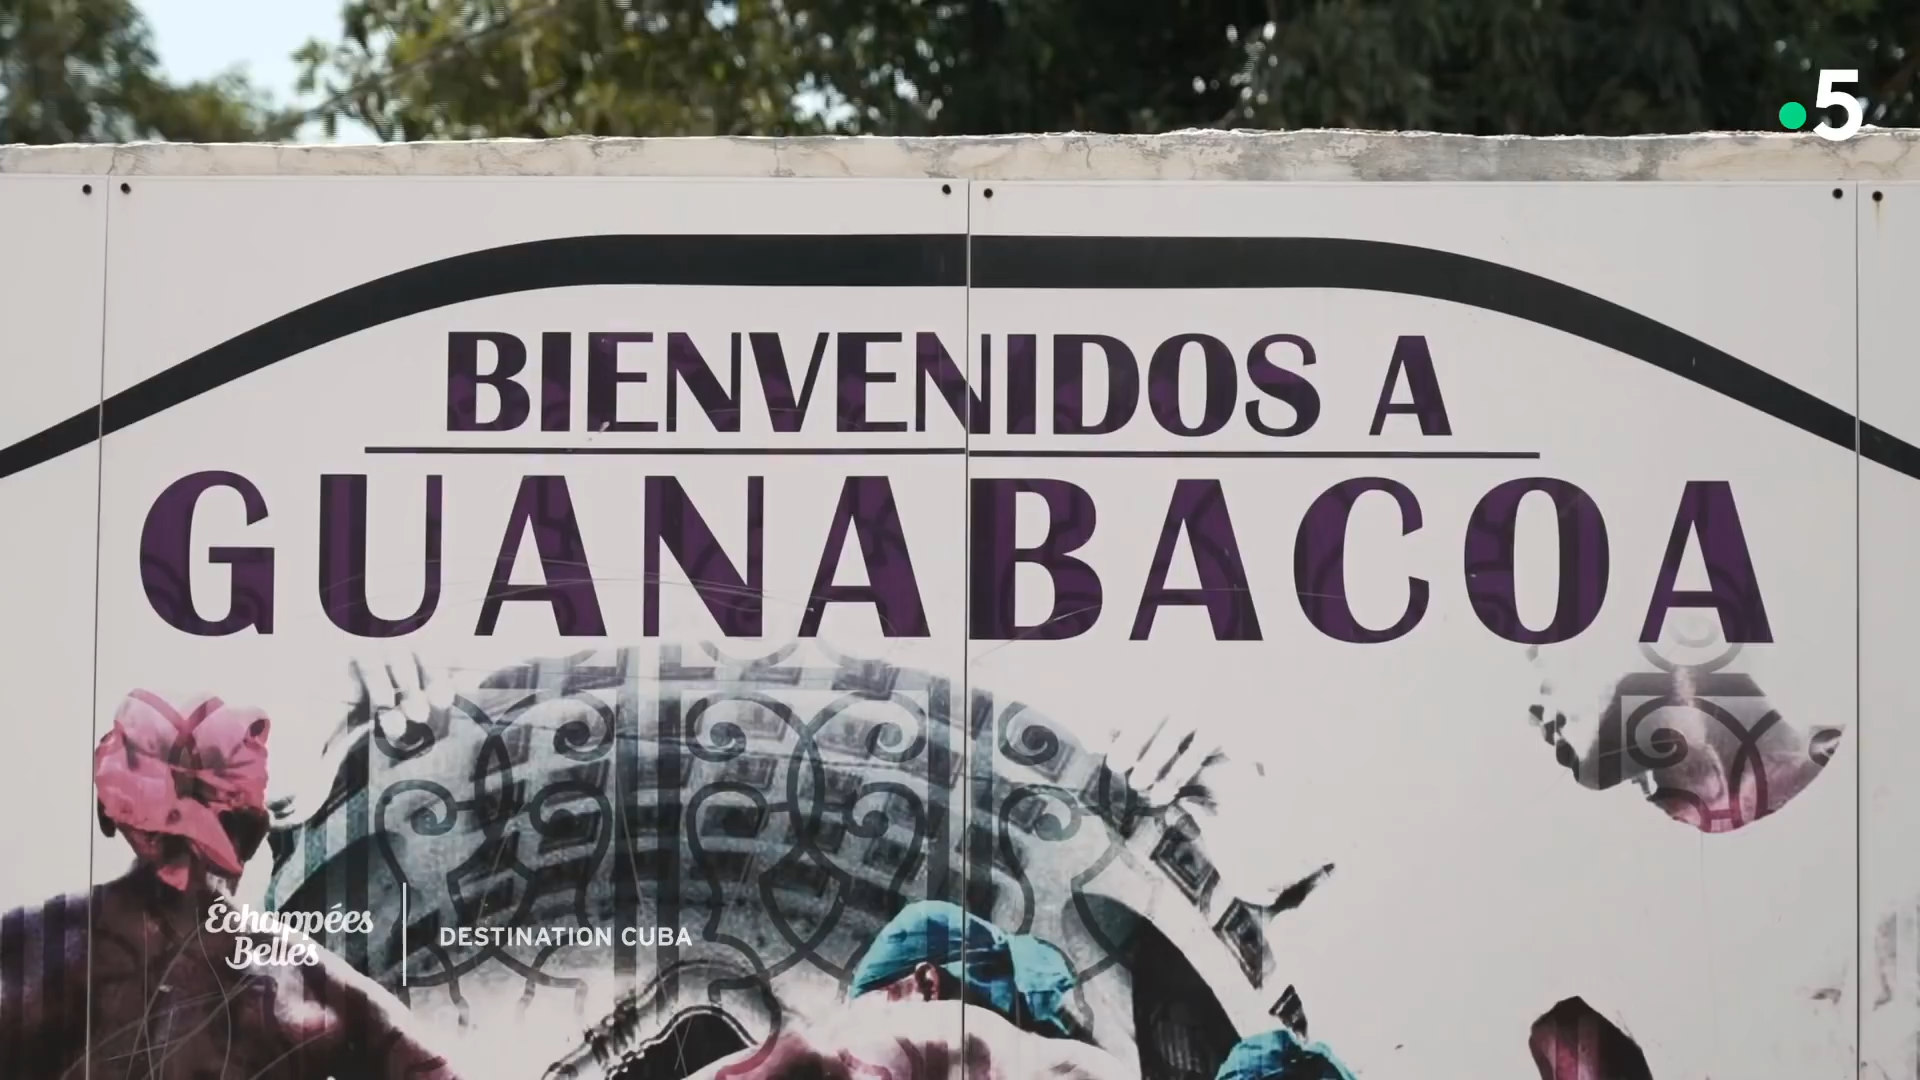 5
BIENVENIDOS A
GUANABACOA
Échappées
Belles
DESTINATION CUBA